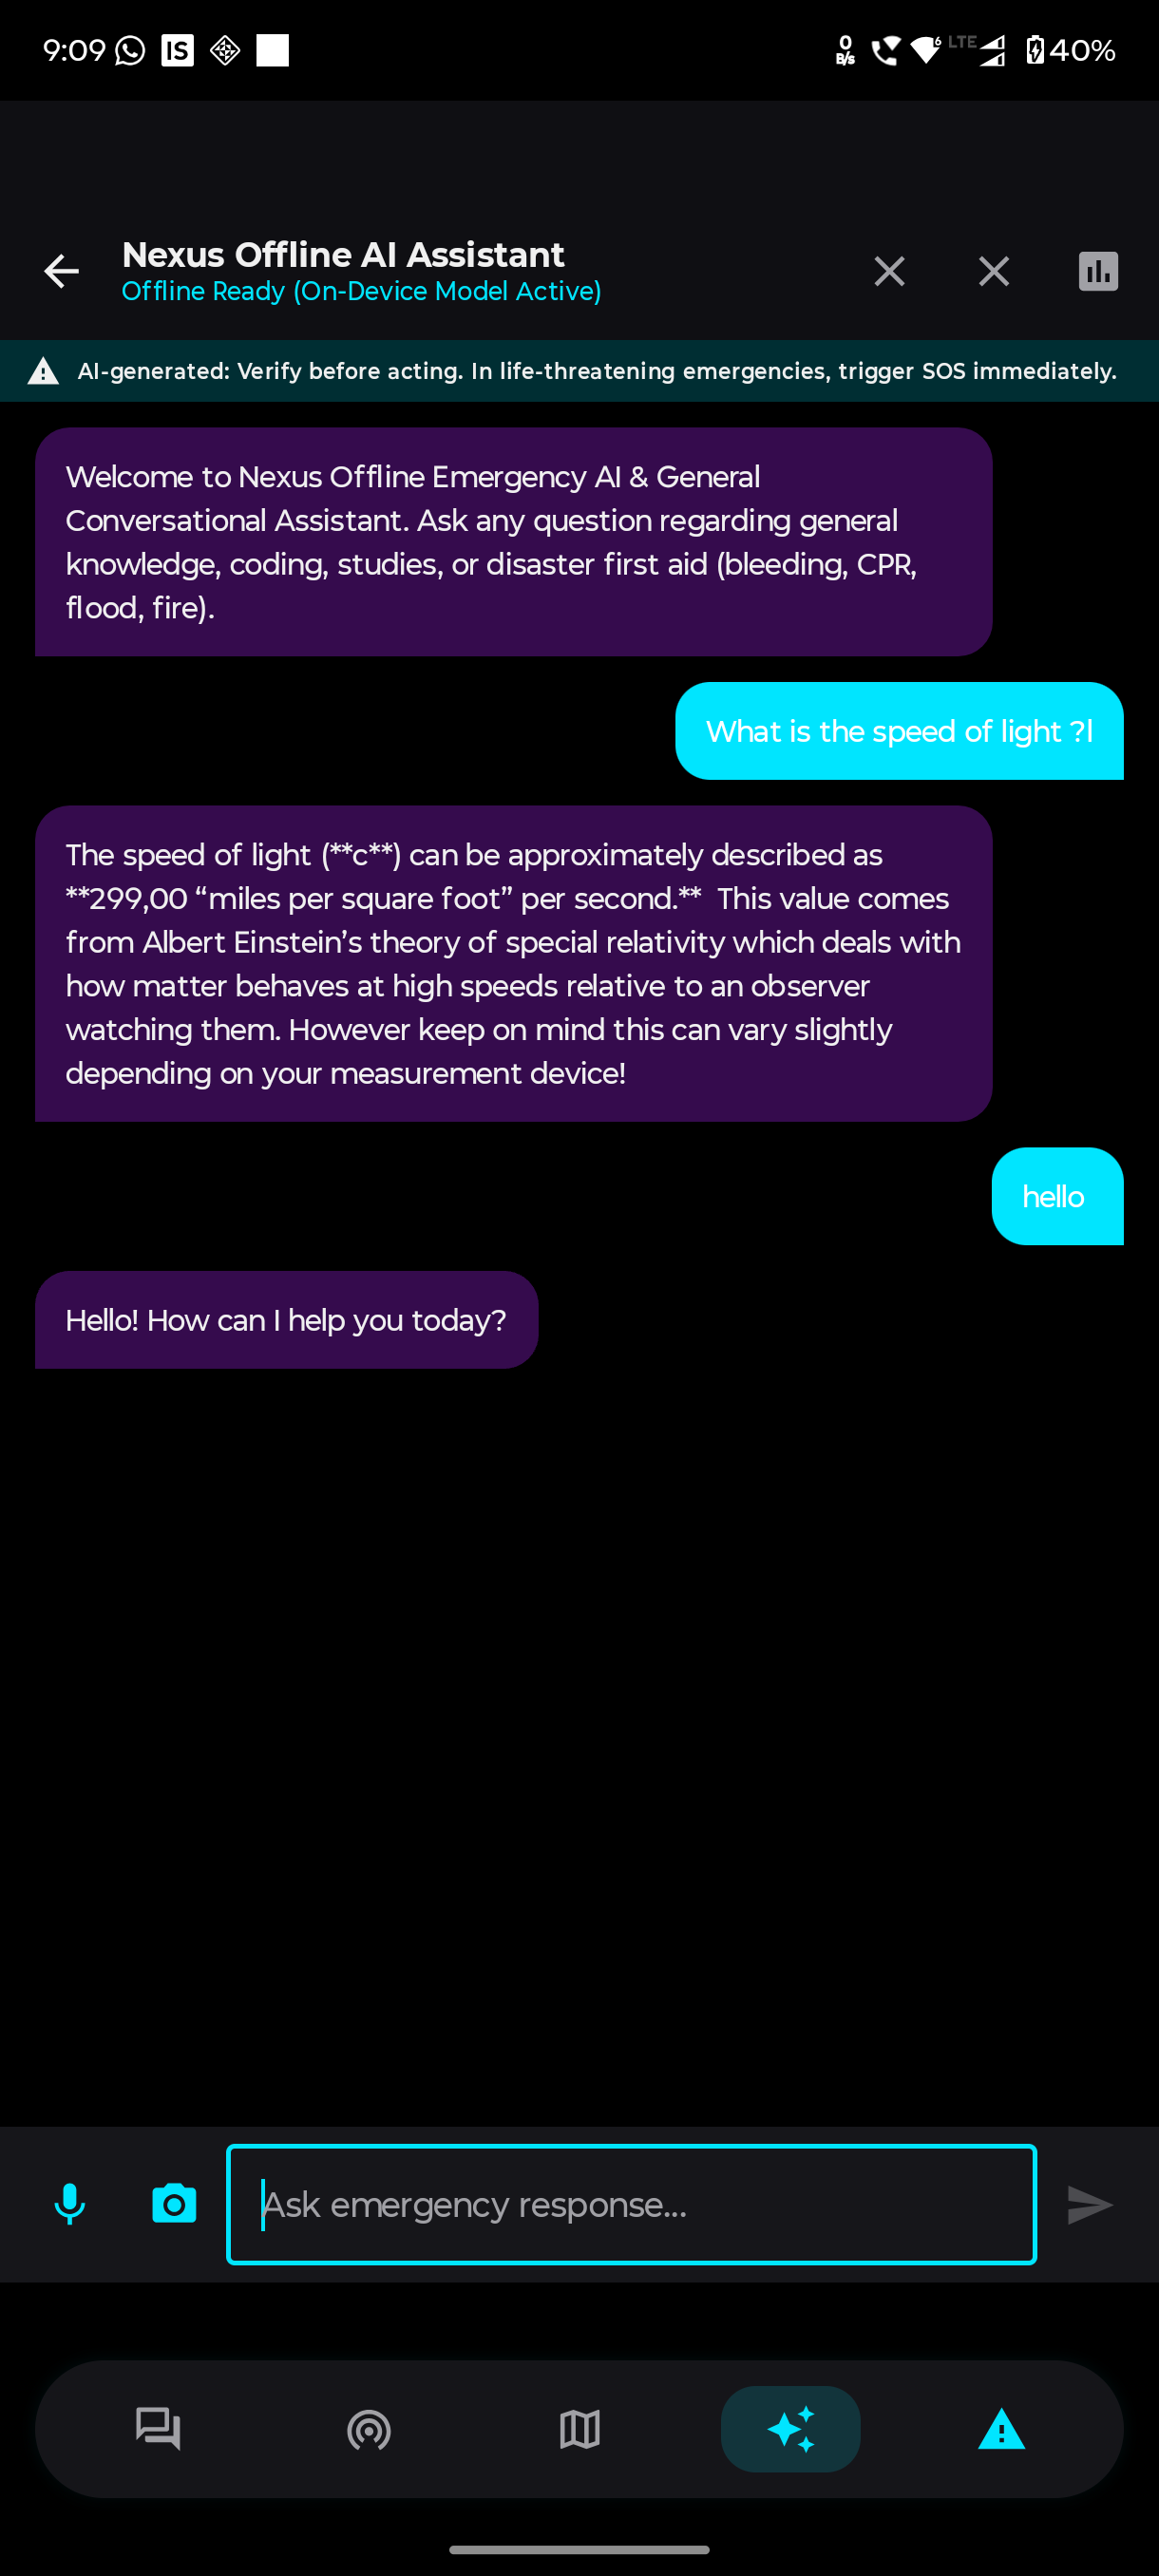 9:09 IS 0 B/s 6 LTE 40%
Nexus Offline AI Assistant
Offline Ready (On-Device Model Active)
AI-generated: Verify before acting. In life-threatening emergencies, trigger SOS immediately.
Welcome to Nexus Offline Emergency AI & General
Conversational Assistant. Ask any question regarding general
knowledge, coding, studies, or disaster first aid (bleeding, CPR,
flood, fire).
What is the speed of light ?l
The speed of light (**c**) can be approximately described as
**299,00 “miles per square foot” per second.**  This value comes
from Albert Einstein’s theory of special relativity which deals with
how matter behaves at high speeds relative to an observer
watching them. However keep on mind this can vary slightly
depending on your measurement device!
hello
Hello! How can I help you today?
Ask emergency response...